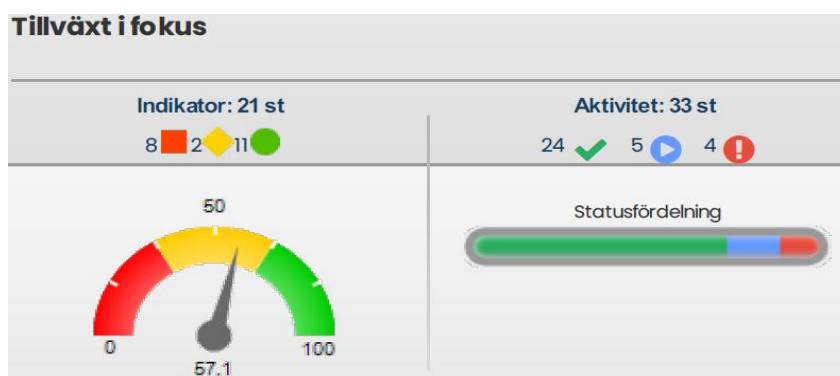 Tillväxt i fokus
Indikator: 21 st
8 2 11
Aktivitet: 33 st
24 5 4
50
0 100
57.1
Statusfördelning